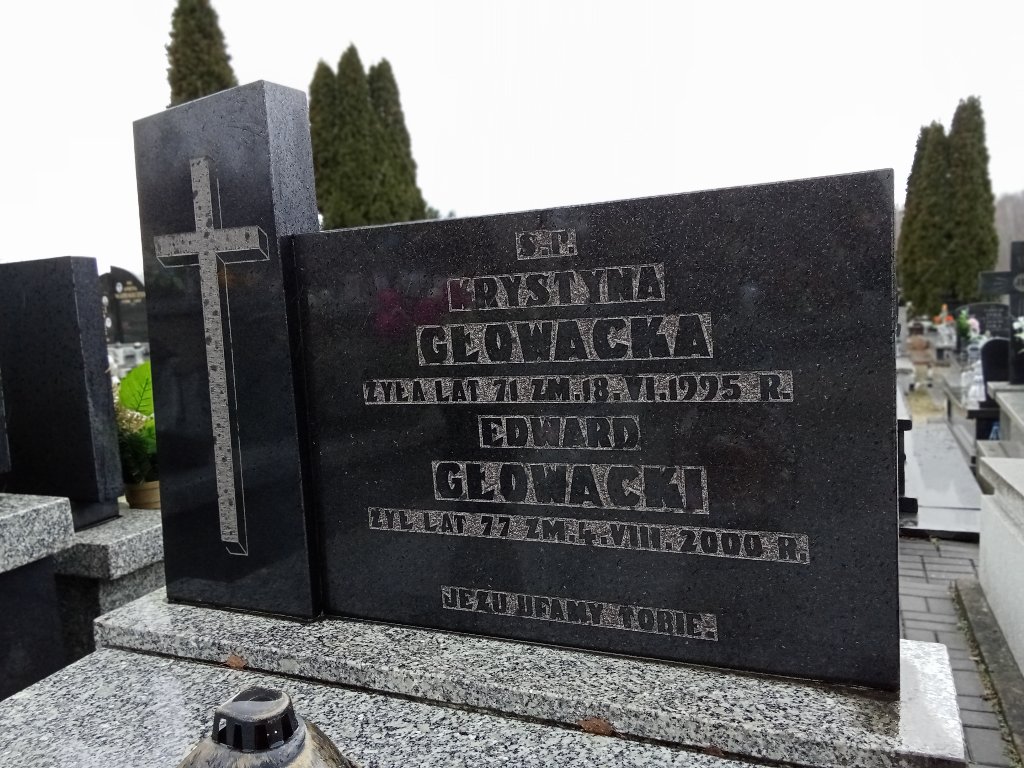 Ś.P.
KRYSTYNA
GŁOWACKA
ŻYŁA LAT 71 ZM.18.VI.1995 R.
EDWARD
GŁOWACKI
ŻYŁ LAT 77 ZM.4.VIII.2000 R.
JEZU UFAMY TOBIE.